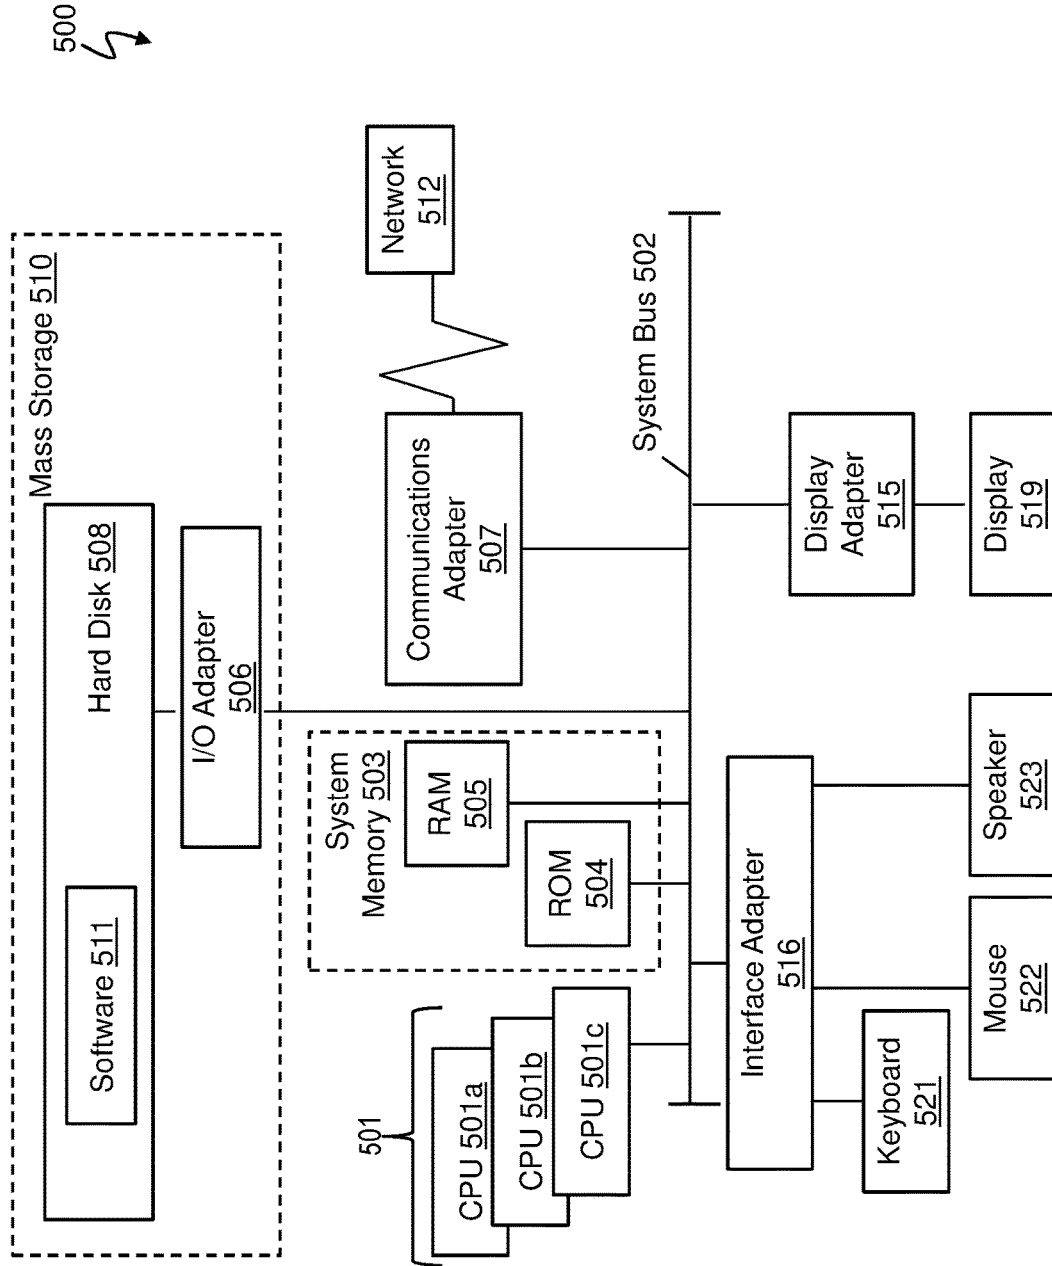 500
Mass Storage 510
Hard Disk 508
Software 511
I/O Adapter
506
Network
512
Communications
Adapter
507
System
Memory 503
RAM
505
ROM
504
501
CPU 501a
CPU 501b
CPU 501c
System Bus 502
Interface Adapter
516
Display
Adapter
515
Display
519
Keyboard
521
Mouse
522
Speaker
523